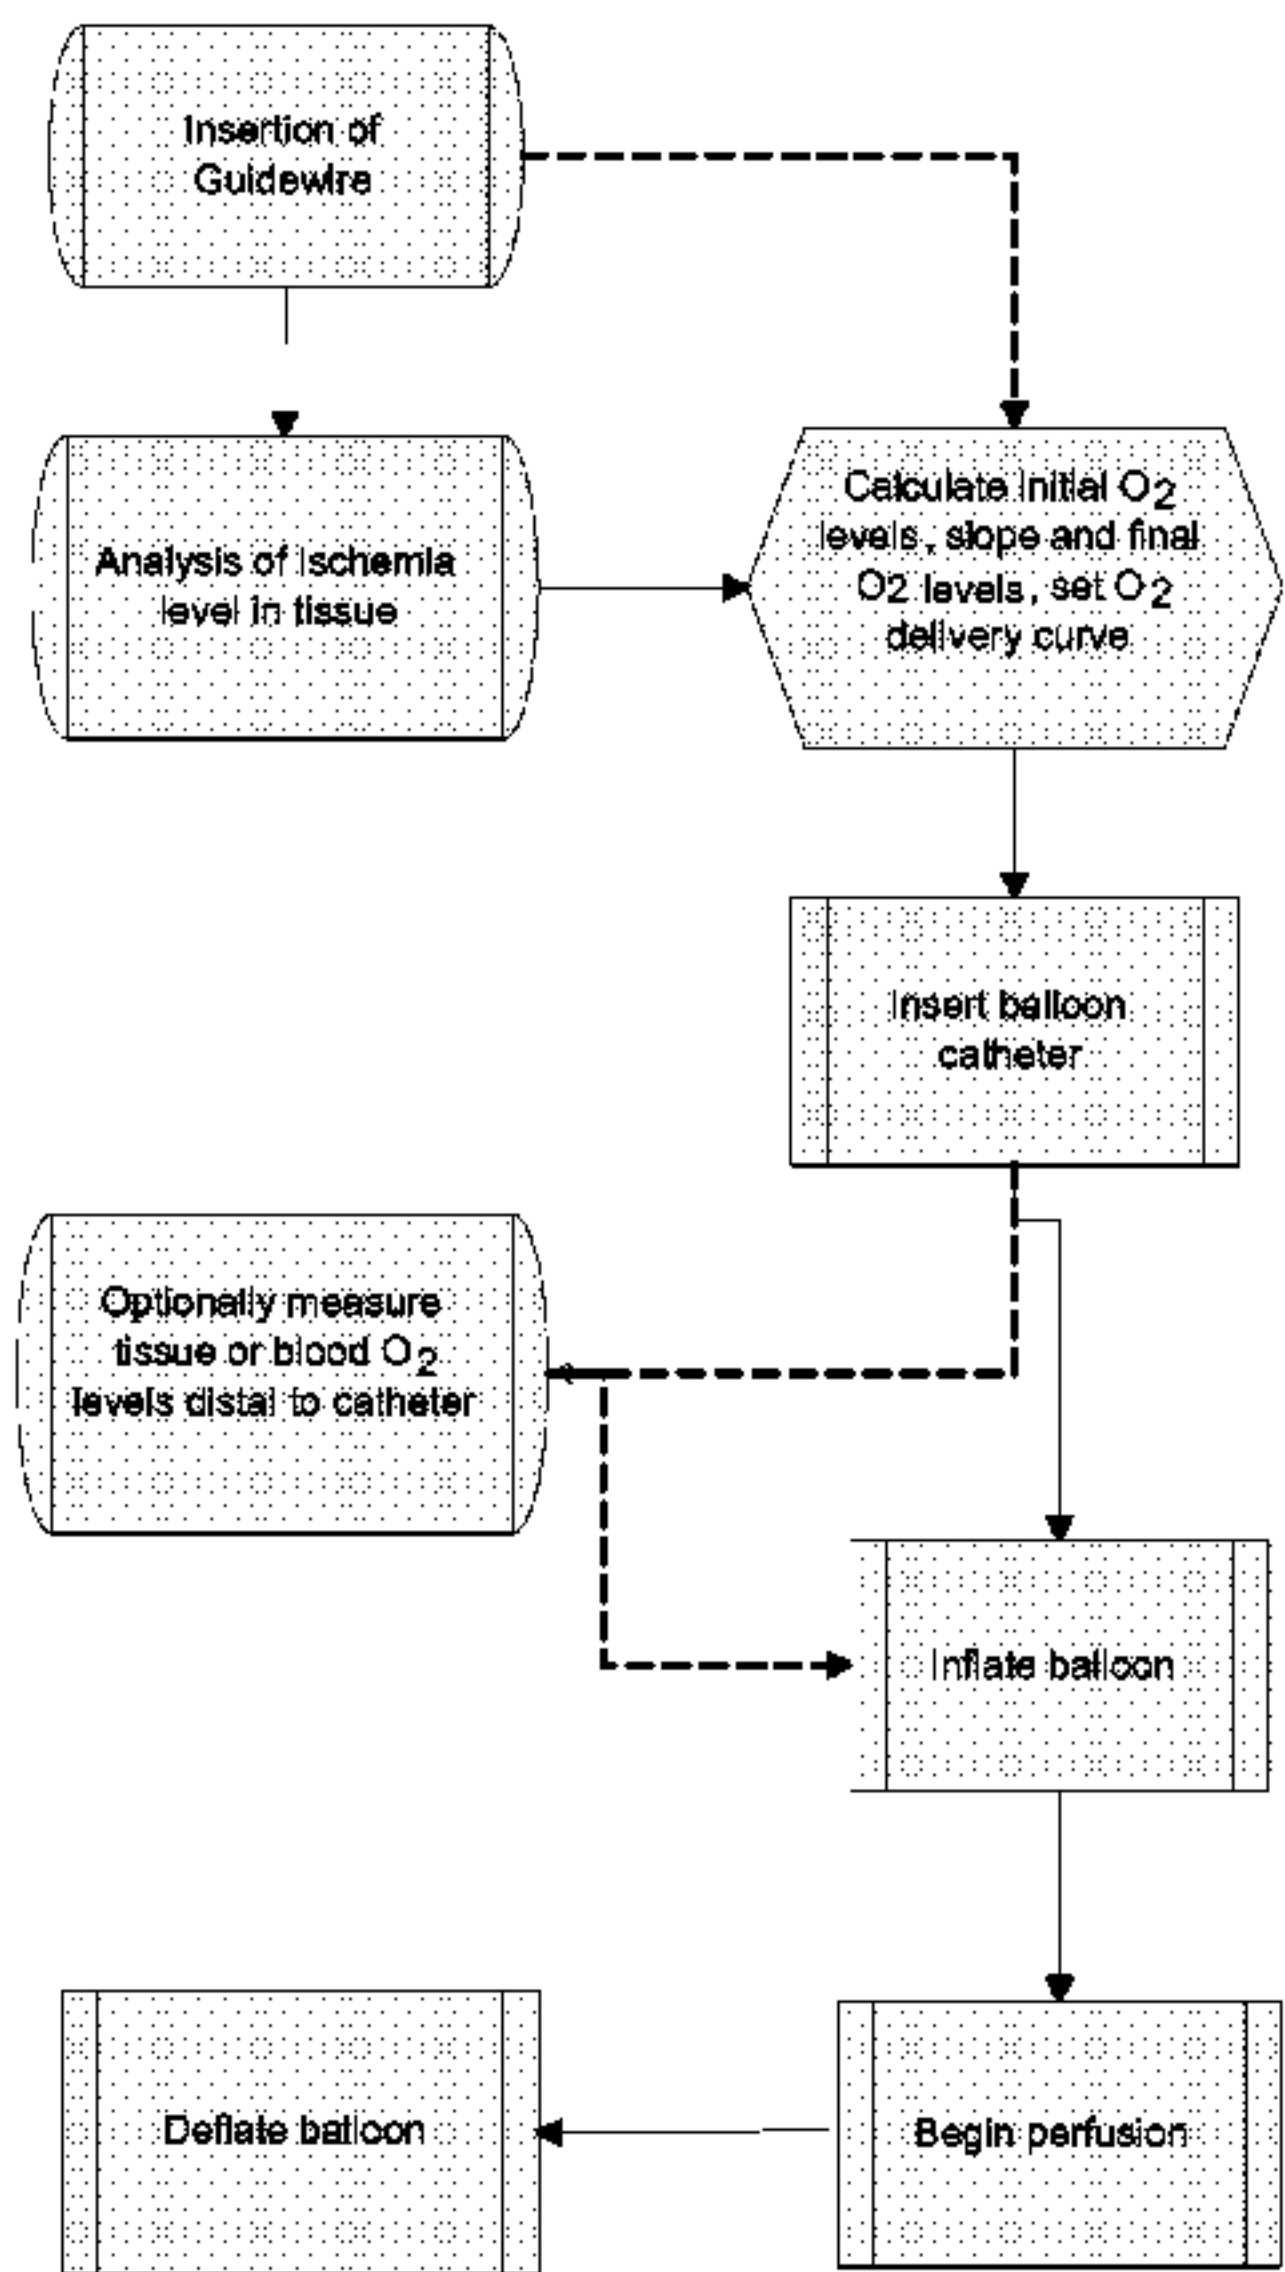 Insertion of
Guidewire
Analysis of Ischemia
level in tissue
Calculate initial O2
levels, slope and final
O2 levels, set O2
delivery curve
Insert balloon
catheter
Optionally measure
tissue or blood O2
levels distal to catheter
Inflate balloon
Begin perfusion
Deflate balloon